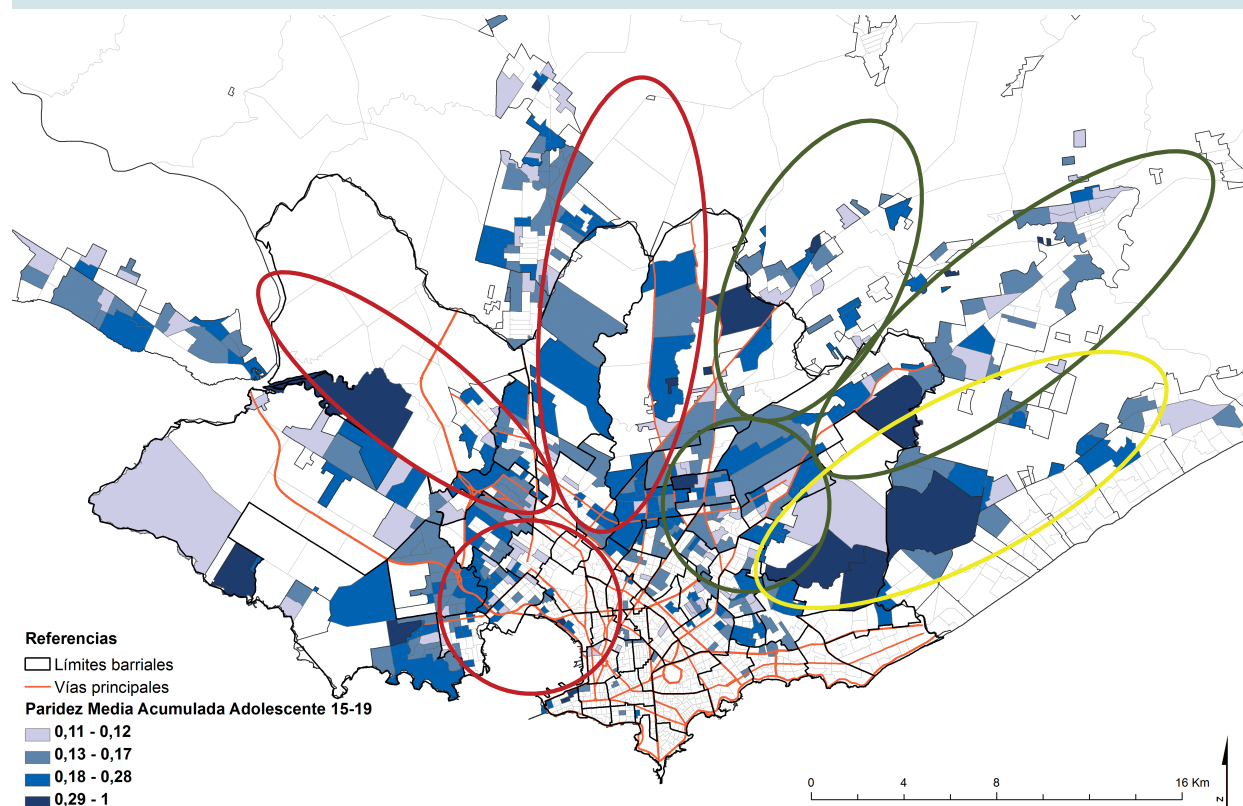 Referencias
Límites barriales
Vías principales
Paridez Media Acumulada Adolescente 15-19
0,11 - 0,12
0,13 - 0,17
0,18 - 0,28
0,29 - 1
0 4 8 16 Km
N